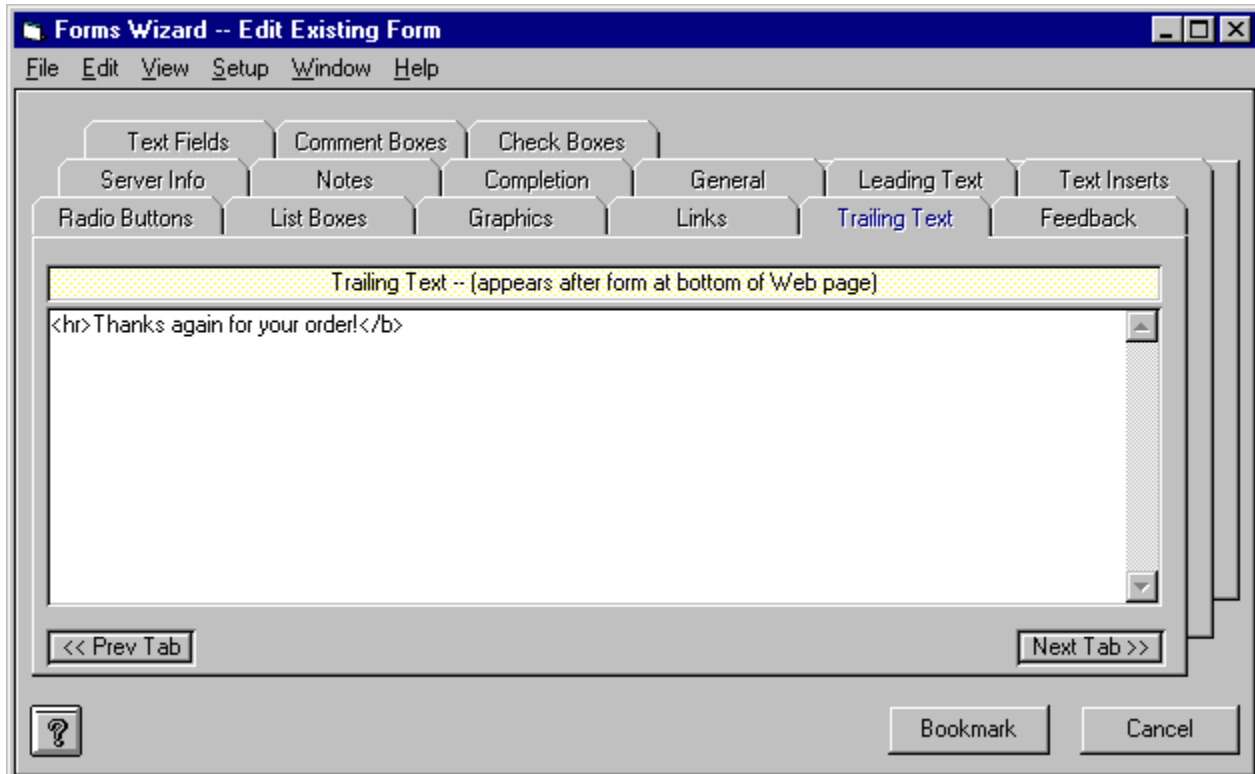 Forms Wizard -- Edit Existing Form
File Edit View Setup Window Help
Text Fields Comment Boxes Check Boxes
Server Info Notes Completion General Leading Text Text Inserts
Radio Buttons List Boxes Graphics Links Trailing Text Feedback
Trailing Text -- (appears after form at bottom of Web page)
<hr>Thanks again for your order!</b>
<< Prev Tab Next Tab >>
? Bookmark Cancel